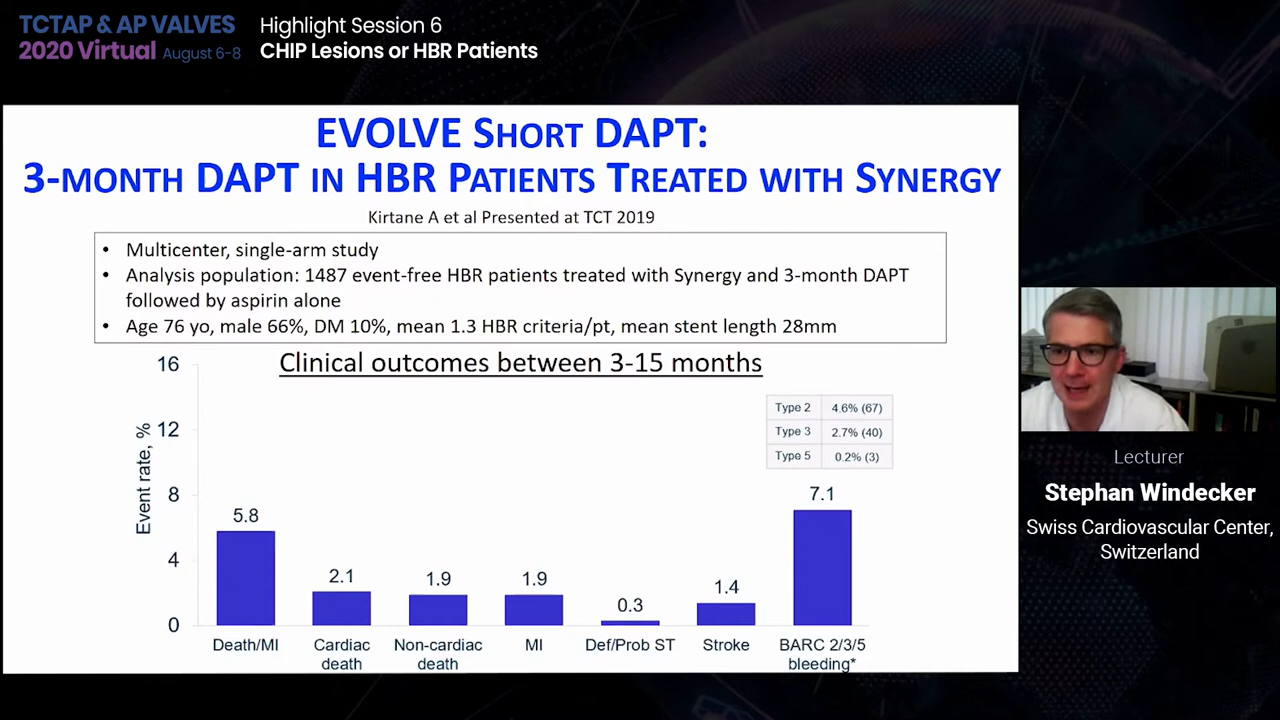 TCTAP & AP VALVES
2020 Virtual August 6-8
Highlight Session 6
CHIP Lesions or HBR Patients
EVOLVE SHORT DAPT:
3-MONTH DAPT IN HBR PATIENTS TREATED WITH SYNERGY
Kirtane A et al Presented at TCT 2019
• Multicenter, single-arm study
• Analysis population: 1487 event-free HBR patients treated with Synergy and 3-month DAPT
followed by aspirin alone
• Age 76 yo, male 66%, DM 10%, mean 1.3 HBR criteria/pt, mean stent length 28mm
Clinical outcomes between 3-15 months
Event rate, %
16
12
8
4
0
Type 2 4.6% (67)
Type 3 2.7% (40)
Type 5 0.2% (3)
5.8
2.1
1.9
1.9
0.3
1.4
7.1
Death/MI
Cardiac
death
Non-cardiac
death
MI
Def/Prob ST
Stroke
BARC 2/3/5
bleeding*
Lecturer
Stephan Windecker
Swiss Cardiovascular Center,
Switzerland